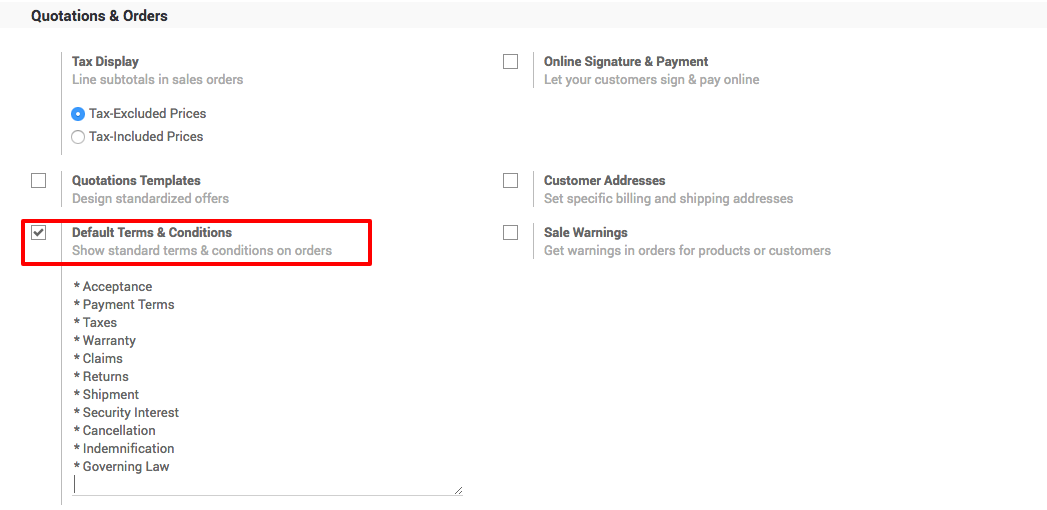 Quotations & Orders
Tax Display
Line subtotals in sales orders
Tax-Excluded Prices
Tax-Included Prices
Online Signature & Payment
Let your customers sign & pay online
Quotations Templates
Design standardized offers
Customer Addresses
Set specific billing and shipping addresses
Default Terms & Conditions
Show standard terms & conditions on orders
Sale Warnings
Get warnings in orders for products or customers
* Acceptance
* Payment Terms
* Taxes
* Warranty
* Claims
* Returns
* Shipment
* Security Interest
* Cancellation
* Indemnification
* Governing Law